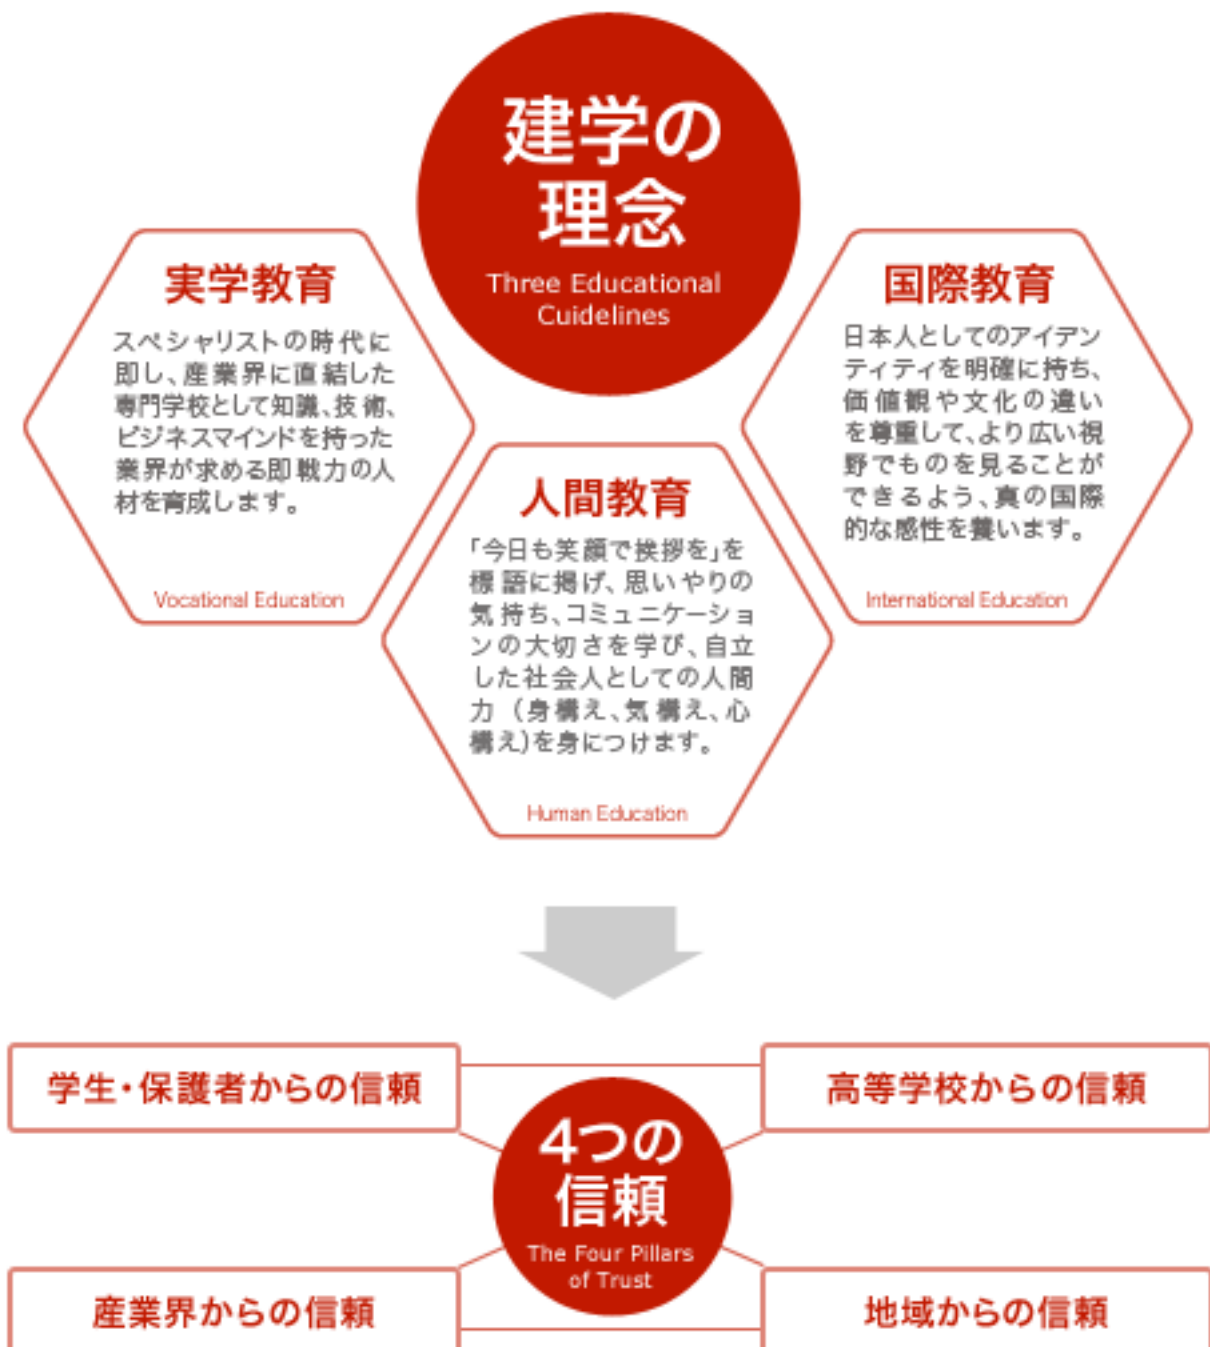 建学の
理念
Three Educational
Cuidelines
実学教育
スペシャリストの時代に
即し、産業界に直結した
専門学校として知識、技術、
ビジネスマインドを持った
業界が求める即戦力の人
材を育成します。
Vocational Education
人間教育
「今日も笑顔で挨拶を」を
標語に掲げ、思いやりの
気持ち、コミュニケーショ
ンの大切さを学び、自立
した社会人としての人間
力（身構え、気構え、心
構え)を身につけます。
Human Education
国際教育
日本人としてのアイデン
ティティを明確に持ち、
価値観や文化の違い
を尊重して、より広い視
野でものを見ることが
できるよう、真の国際
的な感性を養います。
International Education
学生・保護者からの信頼
高等学校からの信頼
4つの
信頼
The Four Pillars
of Trust
産業界からの信頼
地域からの信頼